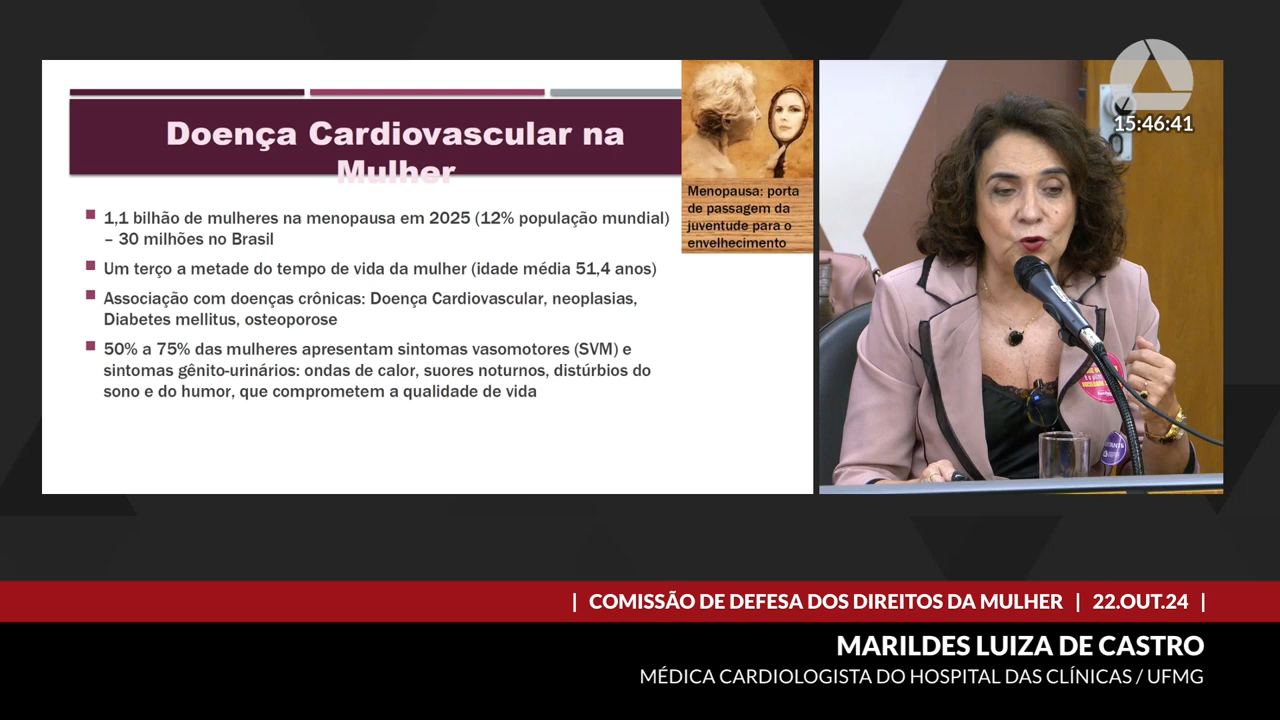 Doença Cardiovascular na
Mulher
1,1 bilhão de mulheres na menopausa em 2025 (12% população mundial)
– 30 milhões no Brasil
Um terço a metade do tempo de vida da mulher (idade média 51,4 anos)
Associação com doenças crônicas: Doença Cardiovascular, neoplasias,
Diabetes mellitus, osteoporose
50% a 75% das mulheres apresentam sintomas vasomotores (SVM) e
sintomas gênito-urinários: ondas de calor, suores noturnos, distúrbios do
sono e do humor, que comprometem a qualidade de vida
Menopausa: porta
de passagem da
juventude para o
envelhecimento
15:46:41
| COMISSÃO DE DEFESA DOS DIREITOS DA MULHER | 22.OUT.24 |
MARILDES LUIZA DE CASTRO
MÉDICA CARDIOLOGISTA DO HOSPITAL DAS CLÍNICAS / UFMG